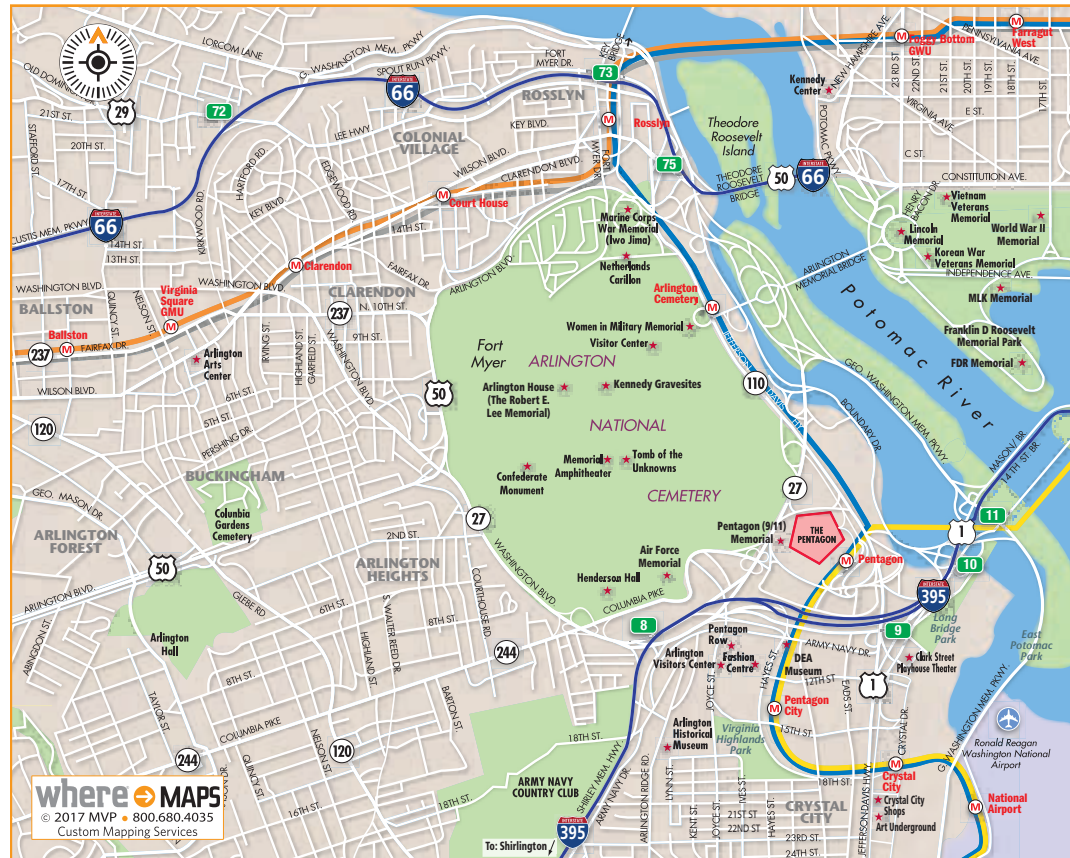 LORCOM LANE
G. WASHINGTON MEM. PKWY
SPOUT RUN PKWY
FORT
MYER DR.
KEY
BRIDGE
NEW HAMPSHIRE AVE.
23 RD ST.
22ND ST.
21ST ST.
20TH ST.
19TH ST.
18TH ST.
17TH ST.
PENNSYLVANIA AVE.
Foggy Bottom
GWU
Farragut
West
OLD DOMINION DR.
29
72
INTERSTATE
66
73
ROSSLYN
Kennedy
Center
VIRGINIA AVE.
E ST.
C ST.
CONSTITUTION AVE.
POTOMAC PKWY.
21ST ST.
20TH ST.
STAFFORD ST.
17TH ST.
LEE HWY
KEY BLVD.
COLONIAL
VILLAGE
WILSON BLVD.
CLARENDON BLVD.
FORT
MYER DR.
Rosslyn
75
Theodore
Roosevelt
Island
THEODORE
ROOSEVELT
BRIDGE
50
INTERSTATE
66
HARTFORD RD.
EDGEWOOD RD.
KEY BLVD.
KIRKWOOD RD.
Court House
14TH ST.
CUSTIS MEM. PKWY
INTERSTATE
66
14TH ST.
13TH ST.
Clarendon
FAIRFAX DR.
ARLINGTON BLVD.
Marine Corps
War Memorial
(Iwo Jima)
Netherlands
Carillon
HENRY
BACON DR.
Vietnam
Veterans
Memorial
Lincoln
Memorial
World War II
Memorial
Korean War
Veterans Memorial
INDEPENDENCE AVE.
MLK Memorial
ARLINGTON
MEMORIAL BRIDGE
Franklin D Roosevelt
Memorial Park
FDR Memorial
Potomac River
WASHINGTON BLVD.
WASHINGTON BLVD.
BALLSTON
QUINCY ST.
NELSON ST.
Virginia
Square
GMU
CLARENDON
237
N. 10TH ST.
9TH ST.
Arlington
Cemetery
Women in Military Memorial
Visitor Center
237
Ballston
FAIRFAX DR.
Arlington
Arts
Center
IRVING ST.
HIGHLAND ST.
GARFIELD ST.
WASHINGTON BLVD.
WILSON BLVD.
6TH ST.
5TH ST.
PERSHING DR.
Fort
Myer
ARLINGTON
50
Arlington House
(The Robert E.
Lee Memorial)
Kennedy Gravesites
JEFFERSON DAVIS HWY
110
GEO. WASHINGTON MEM. PKWY.
BOUNDARY DR.
120
NATIONAL
Memorial
Amphitheater
Tomb of the
Unknowns
Confederate
Monument
CEMETERY
27
MASON BR.
14TH ST BR.
BUCKINGHAM
GEO. MASON DR.
Columbia
Gardens
Cemetery
ARLINGTON
FOREST
50
2ND ST.
ARLINGTON
HEIGHTS
27
WASHINGTON BLVD
Pentagon (9/11)
Memorial
THE
PENTAGON
Pentagon
1
11
10
INTERSTATE
395
ARLINGTON BLVD.
GLEBE RD
6TH ST.
8TH ST.
S. WALTER REED DR.
COURTHOUSE RD.
Air Force
Memorial
Henderson Hall
COLUMBIA PIKE
8
9
Long
Bridge
Park
East
Potomac
Park
ABINGDON ST.
Arlington
Hall
8TH ST.
HIGHLAND ST.
244
Pentagon
Row
Arlington
Visitors Center
Fashion
Centre
HAYES ST.
DEA
Museum
ARMY NAVY DR.
Clark Street
Playhouse Theater
12TH ST.
EADS ST.
1
TAYLOR ST.
COLUMBIA PIKE
BARTON ST.
JOYCE ST.
Pentagon
City
15TH ST.
CRYSTAL DR.
G. WASHINGTON MEM. PKWY.
Ronald Reagan
Washington National
Airport
244
QUINCY ST.
NELSON ST.
120
16TH ST.
18TH ST.
ARMY NAVY
COUNTRY CLUB
18TH ST.
SHIRLEY MEM. HWY.
ARMY NAVY DR.
Arlington
Historical
Museum
ARLINGTON RIDGE RD.
LYNN ST.
Virginia
Highlands
Park
18TH ST.
Crystal
City
National
Airport
KENT ST.
JOYCE ST.
IVES ST.
HAYES ST.
21ST ST.
22ND ST.
23RD ST.
24TH ST.
CRYSTAL
CITY
JEFFERSON DAVIS HWY.
Crystal City
Shops
Art Underground
INTERSTATE
395
To: Shirlington
where MAPS
© 2017 MVP • 800.680.4035
Custom Mapping Services